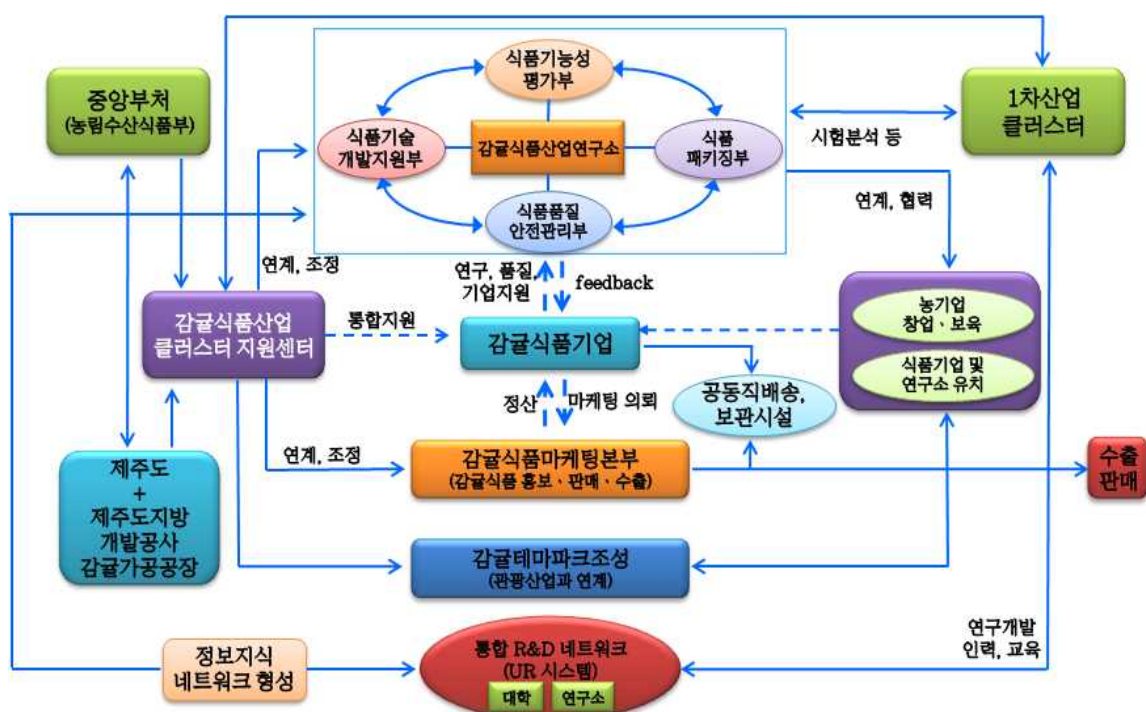 식품기능성
평가부
중앙부처
(농림수산식품부)
1차산업
클러스터
식품기술
개발지원부
감귤식품산업연구소
식품
패키징부
시험분석 등
식품품질
안전관리부
연계, 협력
연계, 조정
연구, 품질,
기업지원
feedback
감귤식품산업
클러스터 지원센터
통합지원
감귤식품기업
농기업
창업·보육
식품기업 및
연구소 유치
정산
마케팅 의뢰
공동직배송,
보관시설
연계, 조정
감귤식품마케팅본부
(감귤식품 홍보·판매·수출)
수출
판매
제주도
+
제주도지방
개발공사
감귤가공공장
감귤테마파크조성
(관광산업과 연계)
연구개발
인력, 교육
정보지식
네트워크 형성
통합 R&D 네트워크
(UR 시스템)
대학
연구소